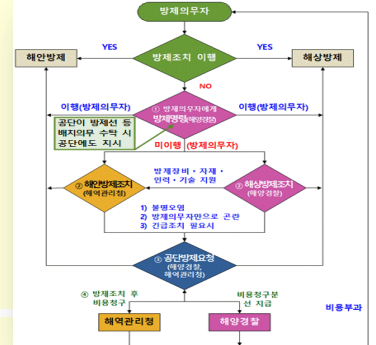 방제의무자
YES
YES
해안방제
방제조치 이행
해상방제
NO
이행(방제의무자)
① 방제의무자에게
방제명령(해양경찰)
이행(방제의무자)
공단이 방제선 등
배치의무 수탁 시
공단에도 지시
미이행 (방제의무자)
방제장비·자재·
인력·기술 지원
② 해안방제조치
(해역관리청)
② 해상방제조치
(해역관리청)
1) 불명오염
2) 방제의무자만으로 곤란
3) 긴급조치 필요시
③ 공단방제요청
(해양경찰,
해역관리청)
④ 방제조치 후
비용청구
비용청구분
선 지급
비용부과
해역관리청
해양경찰